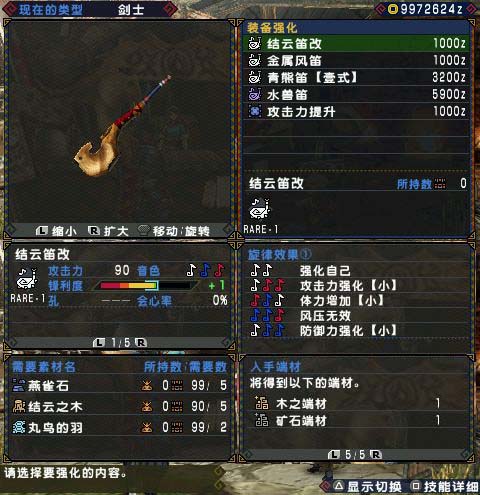 现在的类型 剑士
9972624z
装备强化
结云笛改 1000z
金属风笛 1000z
青熊笛【壹式】 3200z
水兽笛 5900z
攻击力提升 1000z
结云笛改 所持数 0
RARE-1
L 缩小 R 扩大 移动/旋转
结云笛改
攻击力 90 音色
锋利度 +1
RARE-1
孔 --- 会心率 0%
L 1/5 R
旋律效果①
强化自己
攻击力强化【小】
体力增加【小】
风压无效
防御力强化【小】
需要素材名 所持数/需要数
燕雀石 0 99/ 5
结云之木 0 90/ 5
丸鸟的羽 0 99/ 2
入手端材
将得到以下的端材。
木之端材 1
矿石端材 1
L 5/5 R
请选择要强化的内容。
△显示切换 □技能详细